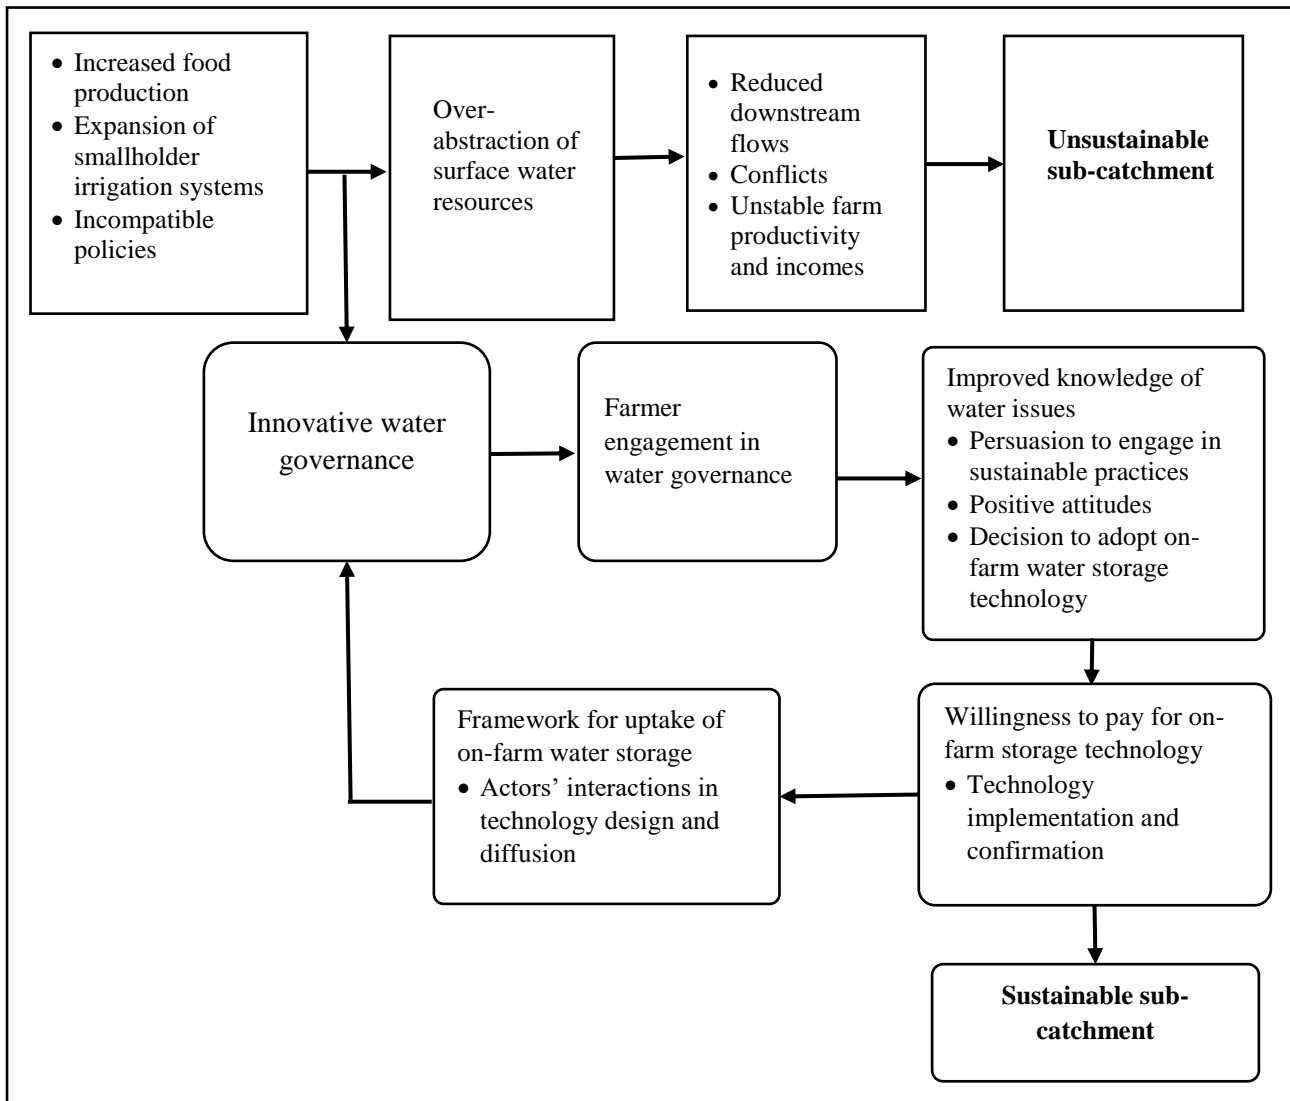 • Increased food
production
• Expansion of
smallholder
irrigation systems
• Incompatible
policies
Over-
abstraction of
surface water
resources
• Reduced
downstream
flows
• Conflicts
• Unstable farm
productivity
and incomes
Unsustainable
sub-catchment
Innovative water
governance
Farmer
engagement in
water governance
Improved knowledge of
water issues
• Persuasion to engage in
sustainable practices
• Positive attitudes
• Decision to adopt on-
farm water storage
technology
Framework for uptake of
on-farm water storage
• Actors’ interactions in
technology design and
diffusion
Willingness to pay for on-
farm storage technology
• Technology
implementation and
confirmation
Sustainable sub-
catchment